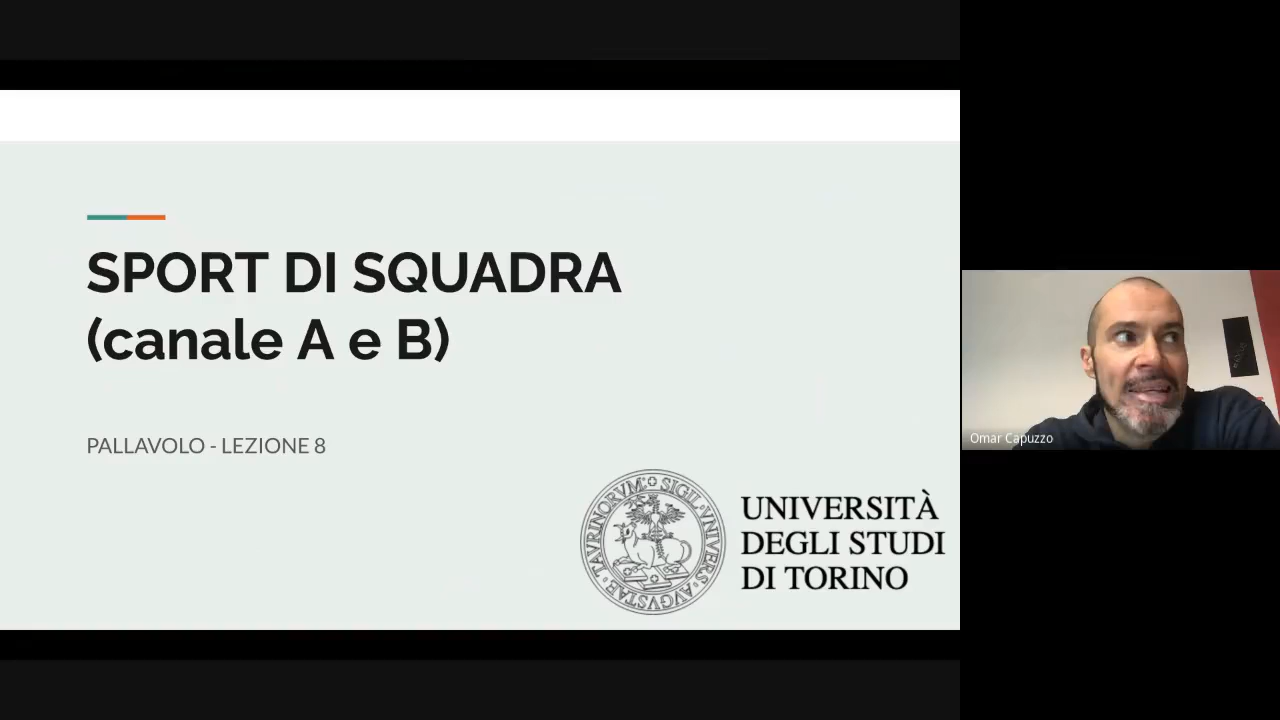 SPORT DI SQUADRA
(canale A e B)
PALLAVOLO - LEZIONE 8
UNIVERSITÀ
DEGLI STUDI
DI TORINO
Omar Capuzzo